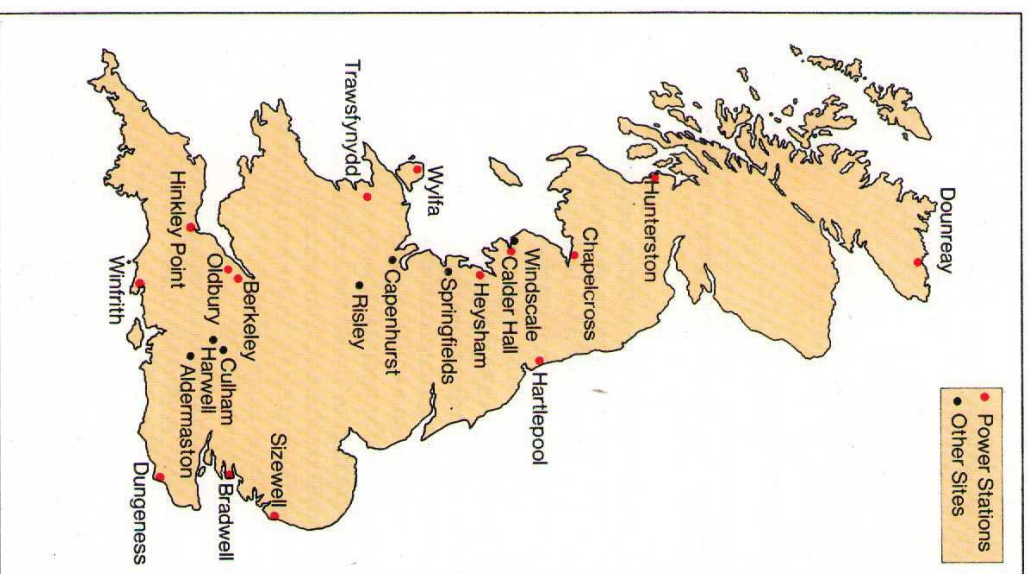 Power Stations
Other Sites
Dounreay
Hunterston
Chapelcross
Windscale
Calder Hall
Hartlepool
Heysham
Springfields
Wylfa
Capenhurst
Trawsfynydd
Risley
Sizewell
Berkeley
Oldbury
Culham
Harwell
Bradwell
Aldermaston
Hinkley Point
Dungeness
Winfrith